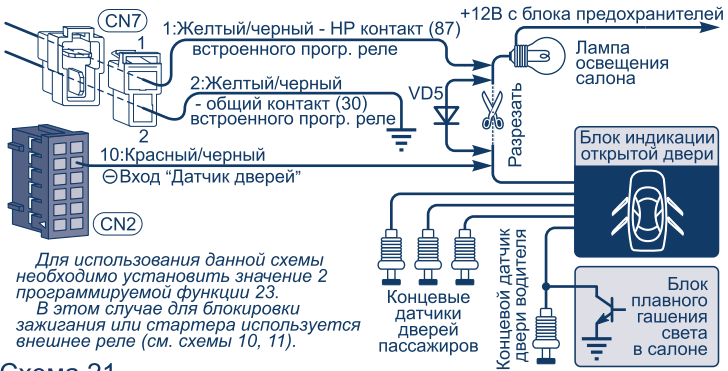 CN7
1
1:Желтый/черный - НР контакт (87)
встроенного прогр. реле
+12В с блока предохранителей
Лампа
освещения
салона
2:Желтый/черный
- общий контакт (30)
встроенного прогр. реле
2
VD5
Разрезать
10:Красный/черный
⊖Вход “Датчик дверей”
CN2
Блок индикации
открытой двери
Для использования данной схемы
необходимо установить значение 2
программируемой функции 23.
В этом случае для блокировки
зажигания или стартера используется
внешнее реле (см. схемы 10, 11).
Концевые
датчики
дверей
пассажиров
Концевой датчик
двери водителя
Блок
плавного
гашения
света
в салоне
Схема 21